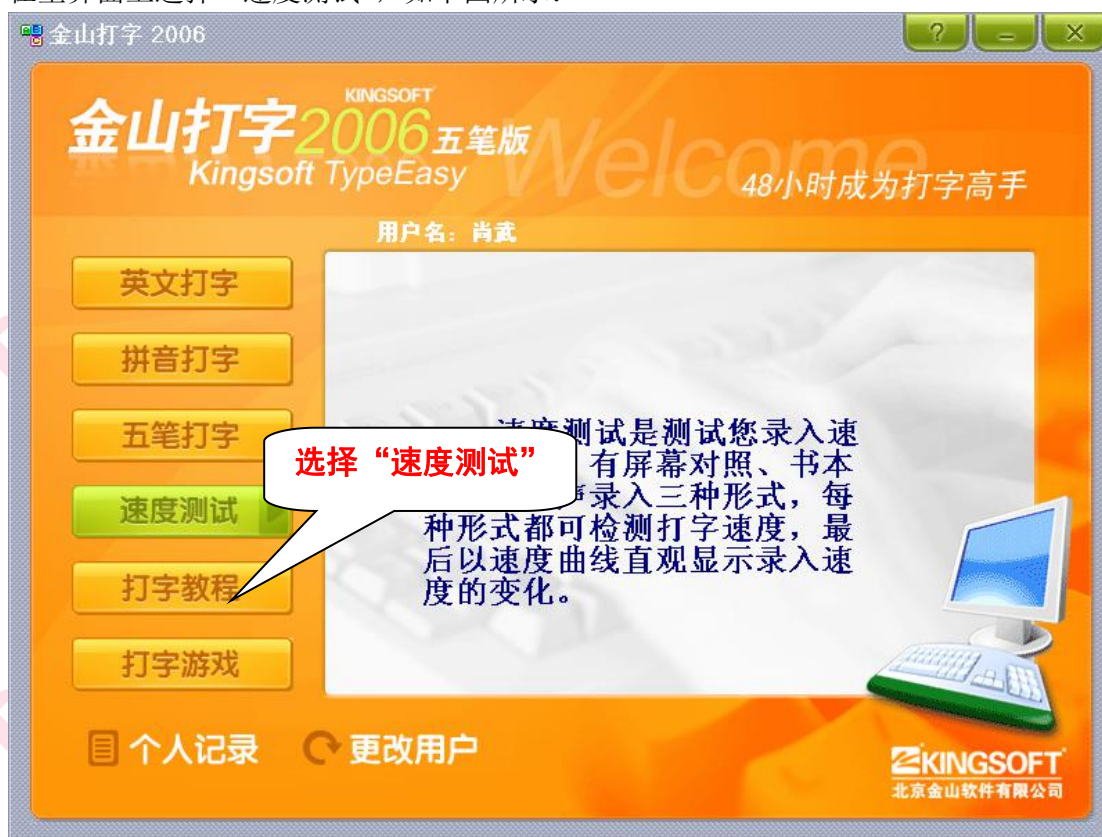 金山打字 2006
KINGSOFT
金山打字2006五笔版
Kingsoft TypeEasy
Welcome
48小时成为打字高手
用户名：肖武
英文打字
拼音打字
五笔打字
速度测试
打字教程
打字游戏
选择“速度测试”
速度测试是测试您录入速
有屏幕对照、书本
声录入三种形式，每
种形式都可检测打字速度，最
后以速度曲线直观显示录入速
度的变化。
个人记录
更改用户
KINGSOFT
北京金山软件有限公司